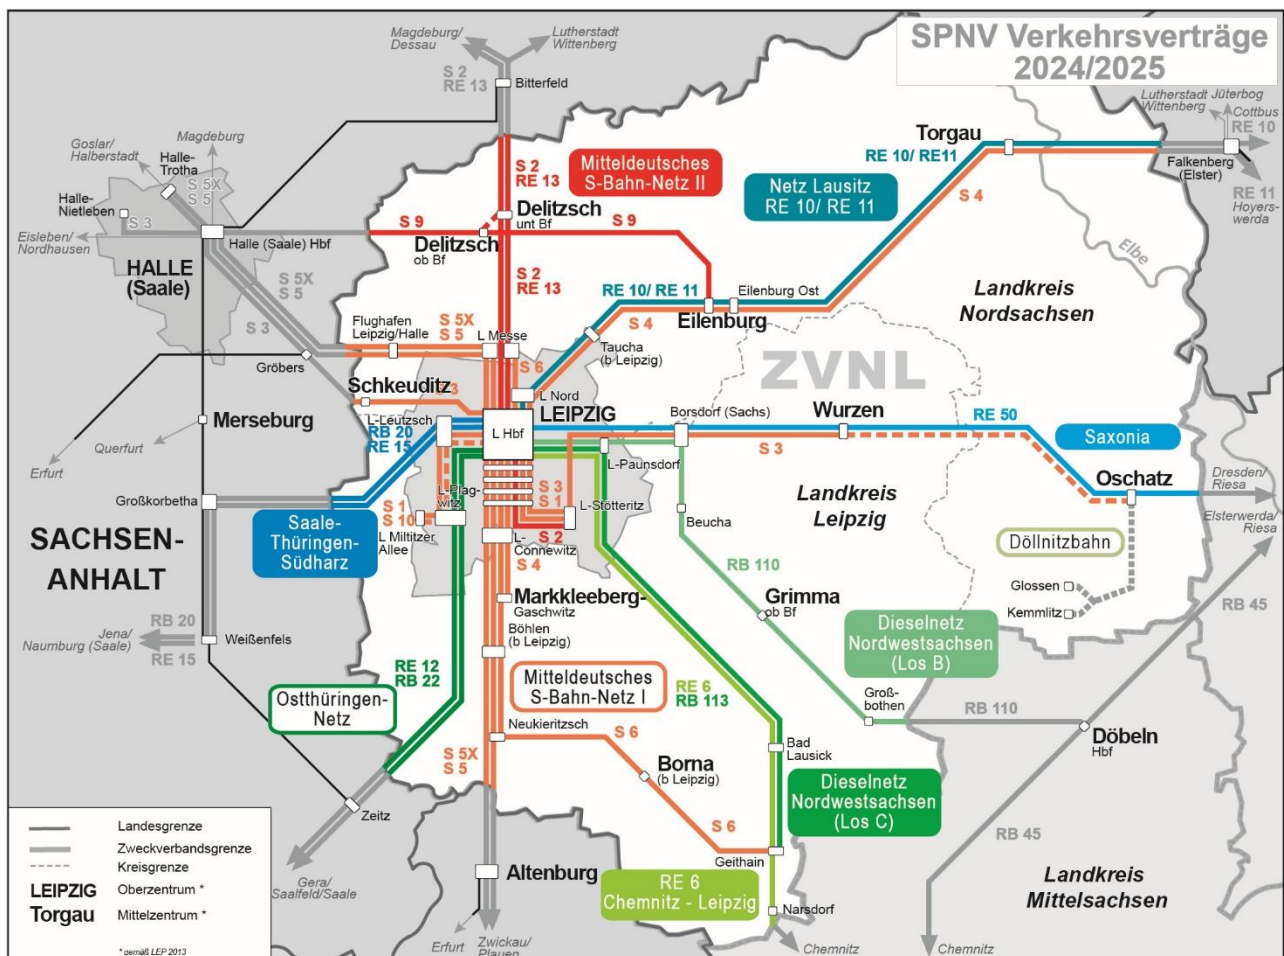 SPNV Verkehrsverträge
2024/2025
Magdeburg/
Dessau
Lutherstadt
Wittenberg
S 2
RE 13
Bitterfeld
Lutherstadt
Wittenberg
Jüterbog
Cottbus
RE 10
Falkenberg
(Elster)
RE 11
Hoyers-
werda
Goslar/
Halberstadt
Magdeburg
Halle-
Trotha
S 5X
S 5
Halle-
Nietleben
S 3
Eisleben/
Nordhausen
Halle (Saale) Hbf
HALLE
(Saale)
S 5X
S 5
S 3
Gröbers
S 2
RE 13
Mitteldeutsches
S-Bahn-Netz II
Delitzsch
unt Bf
S 9
Delitzsch
ob Bf
S 9
S 2
RE 13
Netz Lausitz
RE 10/ RE 11
Torgau
RE 10/ RE11
S 4
Elbe
RE 10/ RE 11
Eilenburg Ost
S 4
Eilenburg
Landkreis
Nordsachsen
Flughafen
Leipzig/Halle
S 5X
S 5
L Messe
S 6
Taucha
(b Leipzig)
ZVNL
Schkeuditz
3
L Nord
LEIPZIG
L Hbf
L-Leutzsch
RB 20
RE 15
Borsdorf (Sachs)
Wurzen
S 3
RE 50
Saxonia
Oschatz
Dresden/
Riesa
Elsterwerda/
Riesa
Merseburg
Querfurt
Erfurt
Großkorbetha
L-Paunsdorf
L-Plag-
witz
S 3
S 1
L-Stötteritz
S 1
S 10
L Miltitzer
Allee
S 2
L-
Connewitz
S 4
Beucha
Landkreis
Leipzig
Döllnitzbahn
Glossen
Kemmlitz
SACHSEN-
ANHALT
Saale-
Thüringen-
Südharz
RB 110
Grimma
ob Bf
RB 45
Markkleeberg-
Gaschwitz
Böhlen
(b Leipzig)
Jena/
Naumburg (Saale)
RB 20
RE 15
Weißenfels
Dieselnetz
Nordwestsachsen
(Los B)
RE 12
RB 22
Mitteldeutsches
S-Bahn-Netz I
RE 6
RB 113
Ostthüringen-
Netz
Neukieritzsch
S 6
Groß-
bothen
RB 110
Döbeln
Hbf
S 5X
S 5
Borna
(b Leipzig)
Bad
Lausick
Dieselnetz
Nordwestsachsen
(Los C)
Zeitz
S 6
Geithain
RB 45
Gera/
Saalfeld/Saale
Altenburg
RE 6
Chemnitz - Leipzig
Narsdorf
Landkreis
Mittelsachsen
Erfurt
Zwickau/
Plauen
Chemnitz
Chemnitz
Landesgrenze
Zweckverbandsgrenze
Kreisgrenze
LEIPZIG Oberzentrum *
Torgau Mittelzentrum *
* gemäß LEP 2013